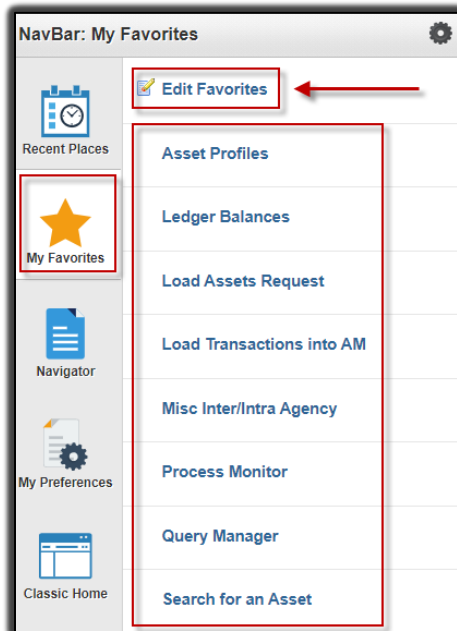 NavBar: My Favorites
Recent Places
My Favorites
Navigator
My Preferences
Classic Home
Edit Favorites
Asset Profiles
Ledger Balances
Load Assets Request
Load Transactions into AM
Misc Inter/Intra Agency
Process Monitor
Query Manager
Search for an Asset